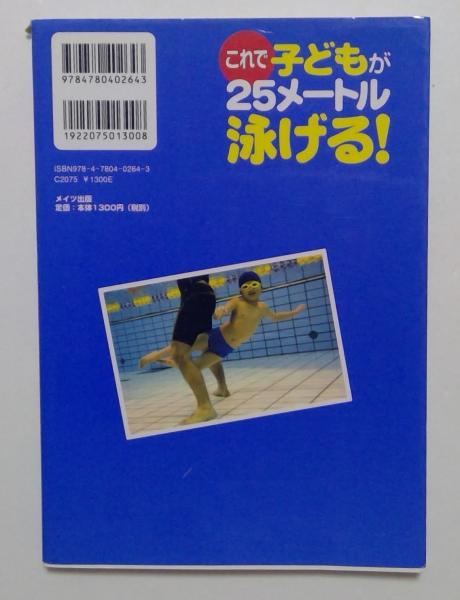 これで子どもが
25メートル
泳げる!
9784780402643
1922075013008
ISBN978-4-7804-0264-3
C2075 ¥1300E
メイツ出版
定価:本体1300円(税別)